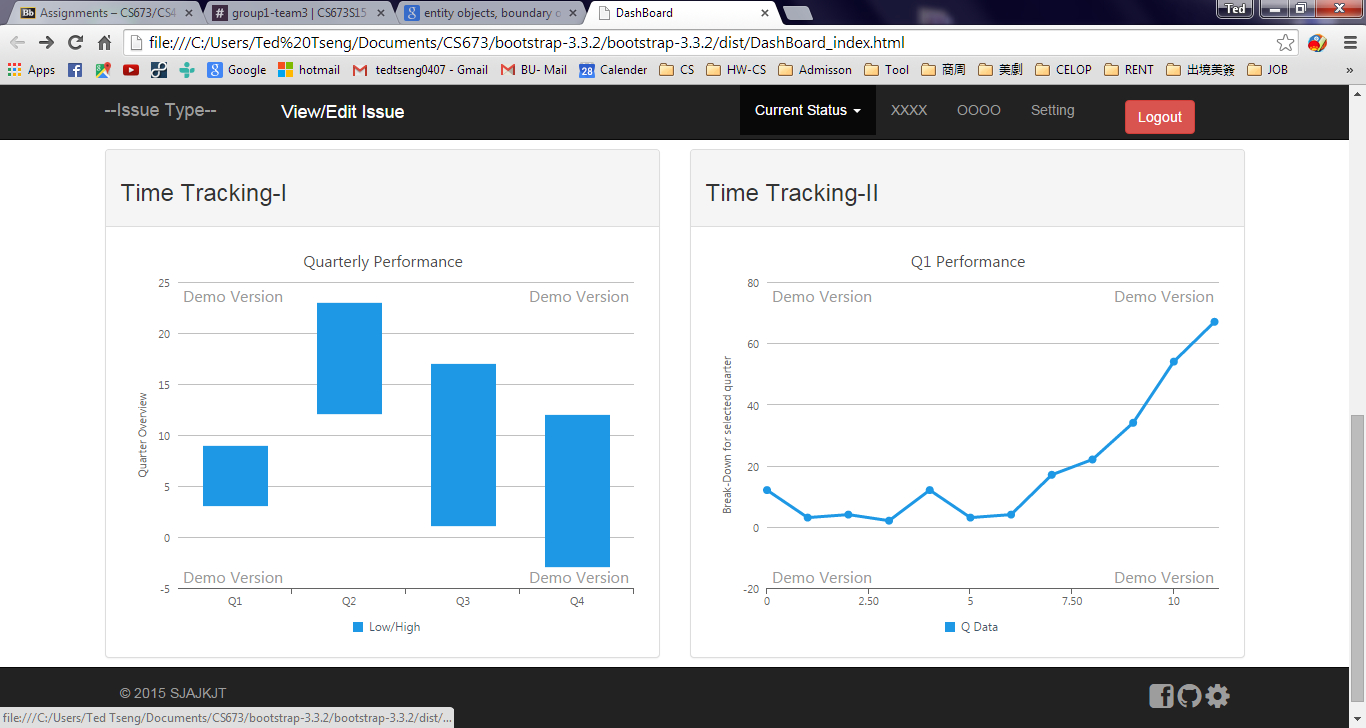 Assignments – CS673/CS4
group1-team3 | CS673S15
entity objects, boundary o
DashBoard
Ted
file:///C:/Users/Ted%20Tseng/Documents/CS673/bootstrap-3.3.2/bootstrap-3.3.2/dist/DashBoard_index.html
Apps Google hotmail tedtseng0407 - Gmail BU- Mail 28 Calender CS HW-CS Admisson Tool 商周 美劇 CELOP RENT 出境美簽 JOB »
--Issue Type-- View/Edit Issue Current Status XXXX OOOO Setting Logout
Time Tracking-I
Quarterly Performance
25
Demo Version Demo Version
20
15
10
5
0
-5
Quarter Overview
Demo Version Demo Version
Q1 Q2 Q3 Q4
Low/High
Time Tracking-II
Q1 Performance
80
Demo Version Demo Version
60
40
20
0
-20
Break-Down for selected quarter
Demo Version Demo Version
0 2.50 5 7.50 10
Q Data
© 2015 SJAJKJT
file:///C:/Users/Ted Tseng/Documents/CS673/bootstrap-3.3.2/bootstrap-3.3.2/dist/...